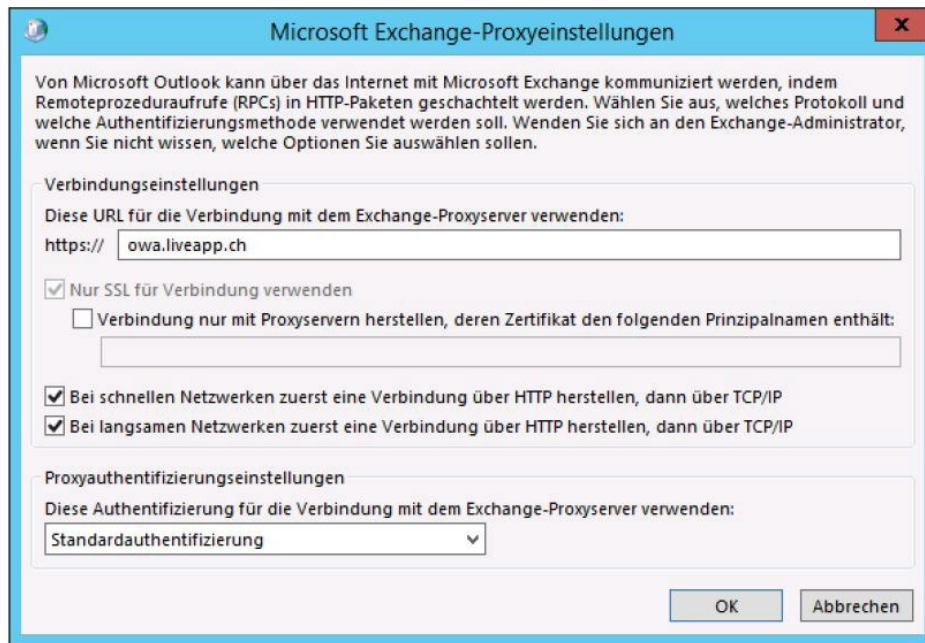 Microsoft Exchange-Proxyeinstellungen
Von Microsoft Outlook kann über das Internet mit Microsoft Exchange kommuniziert werden, indem
Remoteprozeduraufrufe (RPCs) in HTTP-Paketen geschachtelt werden. Wählen Sie aus, welches Protokoll und
welche Authentifizierungsmethode verwendet werden soll. Wenden Sie sich an den Exchange-Administrator,
wenn Sie nicht wissen, welche Optionen Sie auswählen sollen.
Verbindungseinstellungen
Diese URL für die Verbindung mit dem Exchange-Proxyserver verwenden:
https:// owa.liveapp.ch
Nur SSL für Verbindung verwenden
Verbindung nur mit Proxyservern herstellen, deren Zertifikat den folgenden Prinzipalnamen enthält:
Bei schnellen Netzwerken zuerst eine Verbindung über HTTP herstellen, dann über TCP/IP
Bei langsamen Netzwerken zuerst eine Verbindung über HTTP herstellen, dann über TCP/IP
Proxyauthentifizierungseinstellungen
Diese Authentifizierung für die Verbindung mit dem Exchange-Proxyserver verwenden:
Standardauthentifizierung
OK Abbrechen